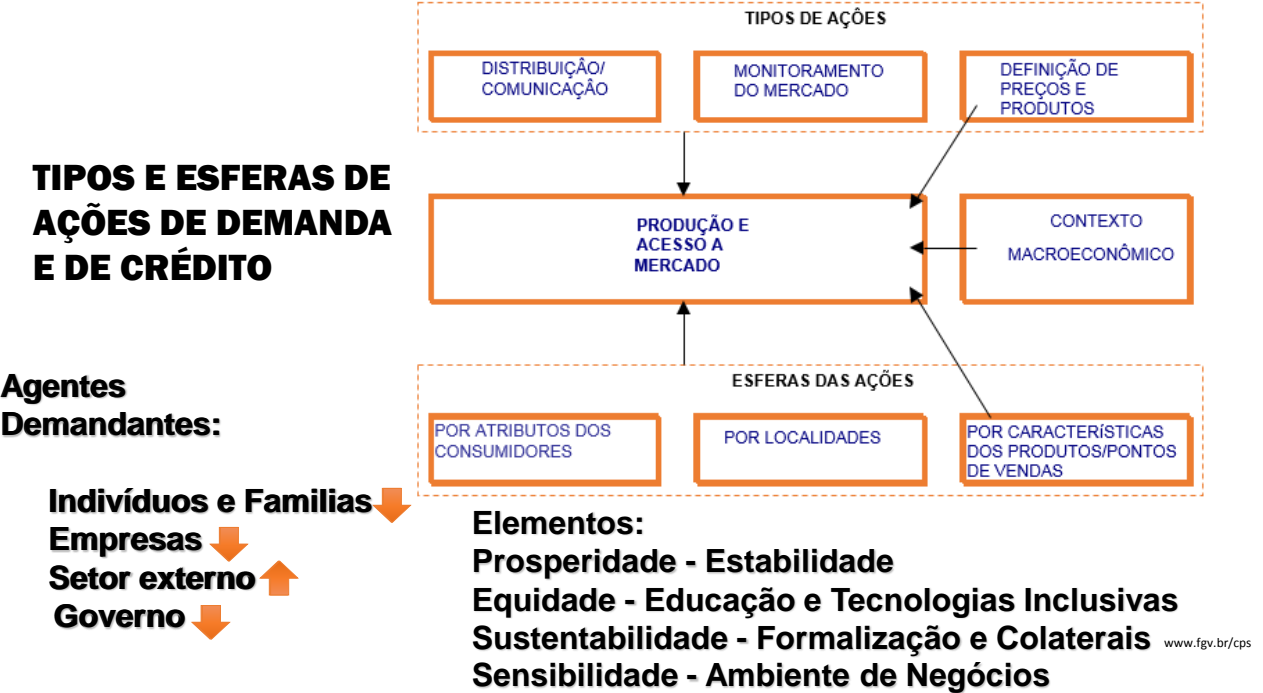 TIPOS DE AÇÕES
DISTRIBUIÇÂO/
COMUNICAÇÂO
MONITORAMENTO
DO MERCADO
DEFINIÇÃO DE
PREÇOS E
PRODUTOS
TIPOS E ESFERAS DE
AÇÕES DE DEMANDA
E DE CRÉDITO
PRODUÇÃO E
ACESSO A
MERCADO
CONTEXTO
MACROECONÔMICO
ESFERAS DAS AÇÕES
POR ATRIBUTOS DOS
CONSUMIDORES
POR LOCALIDADES
POR CARACTERÍSTICAS
DOS PRODUTOS/PONTOS
DE VENDAS
Agentes
Demandantes:
Indivíduos e Familias
Empresas
Setor externo
Governo
Elementos:
Prosperidade - Estabilidade
Equidade - Educação e Tecnologias Inclusivas
Sustentabilidade - Formalização e Colaterais
www.fgv.br/cps
Sensibilidade - Ambiente de Negócios